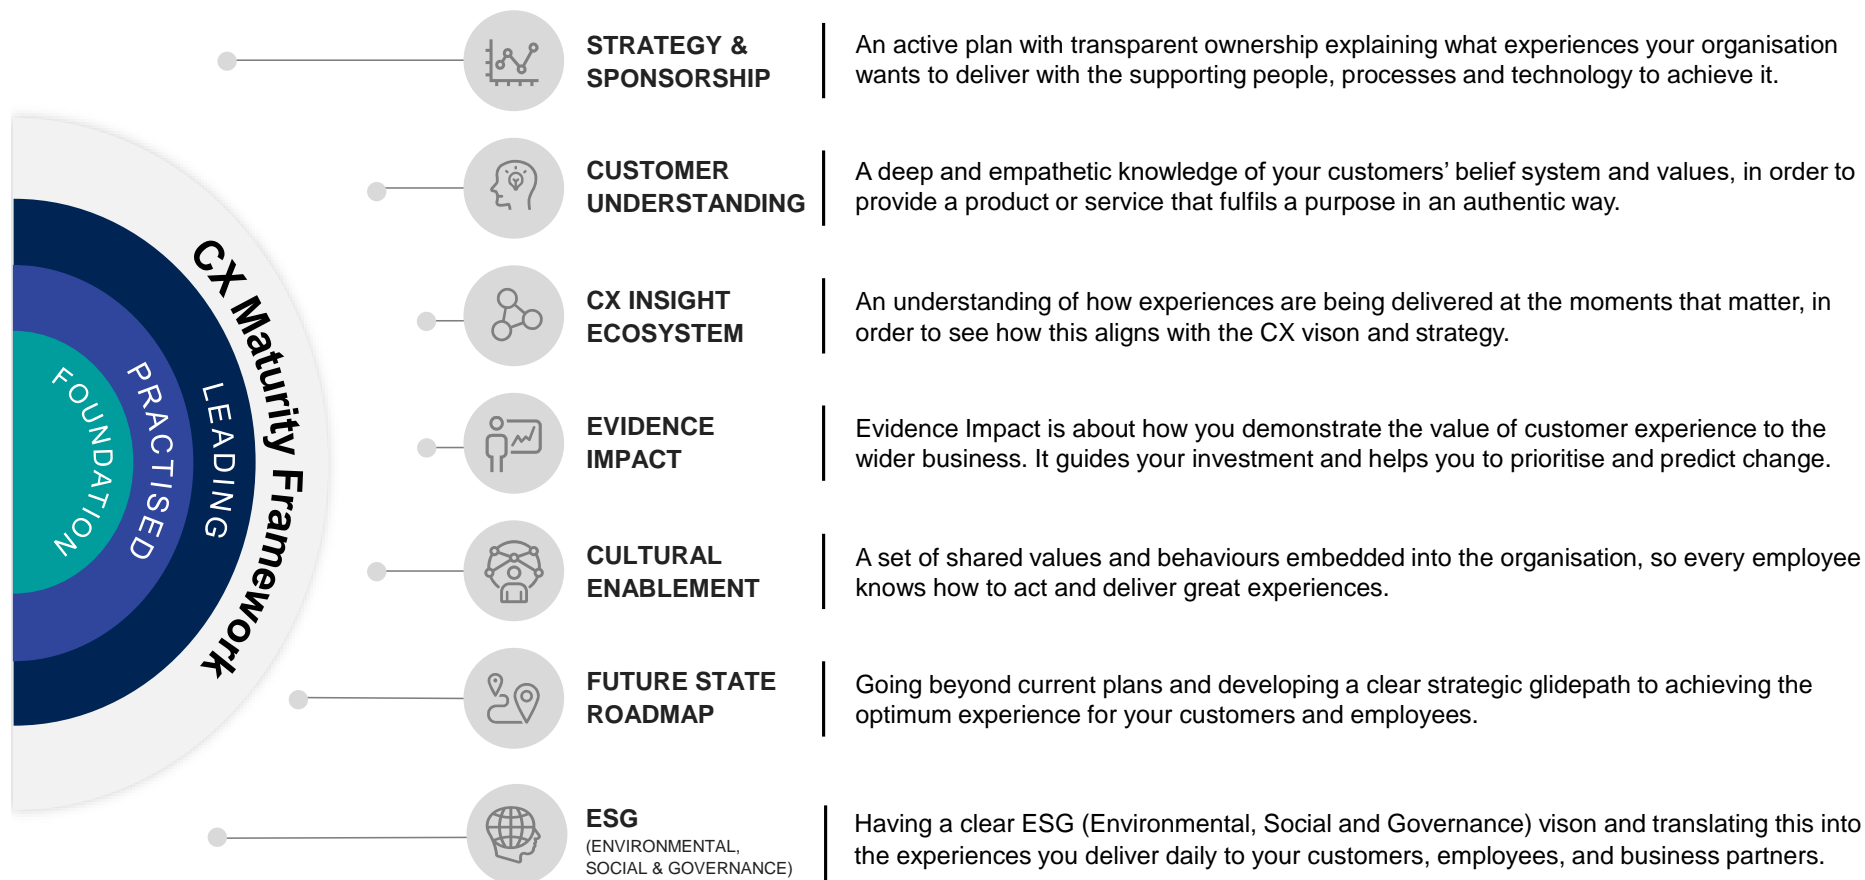 CX Maturity Framework
LEADING
PRACTISED
FOUNDATION
STRATEGY &
SPONSORSHIP
An active plan with transparent ownership explaining what experiences your organisation
wants to deliver with the supporting people, processes and technology to achieve it.
CUSTOMER
UNDERSTANDING
A deep and empathetic knowledge of your customers’ belief system and values, in order to
provide a product or service that fulfils a purpose in an authentic way.
CX INSIGHT
ECOSYSTEM
An understanding of how experiences are being delivered at the moments that matter, in
order to see how this aligns with the CX vison and strategy.
EVIDENCE
IMPACT
Evidence Impact is about how you demonstrate the value of customer experience to the
wider business. It guides your investment and helps you to prioritise and predict change.
CULTURAL
ENABLEMENT
A set of shared values and behaviours embedded into the organisation, so every employee
knows how to act and deliver great experiences.
FUTURE STATE
ROADMAP
Going beyond current plans and developing a clear strategic glidepath to achieving the
optimum experience for your customers and employees.
ESG
(ENVIRONMENTAL,
SOCIAL & GOVERNANCE)
Having a clear ESG (Environmental, Social and Governance) vison and translating this into
the experiences you deliver daily to your customers, employees, and business partners.